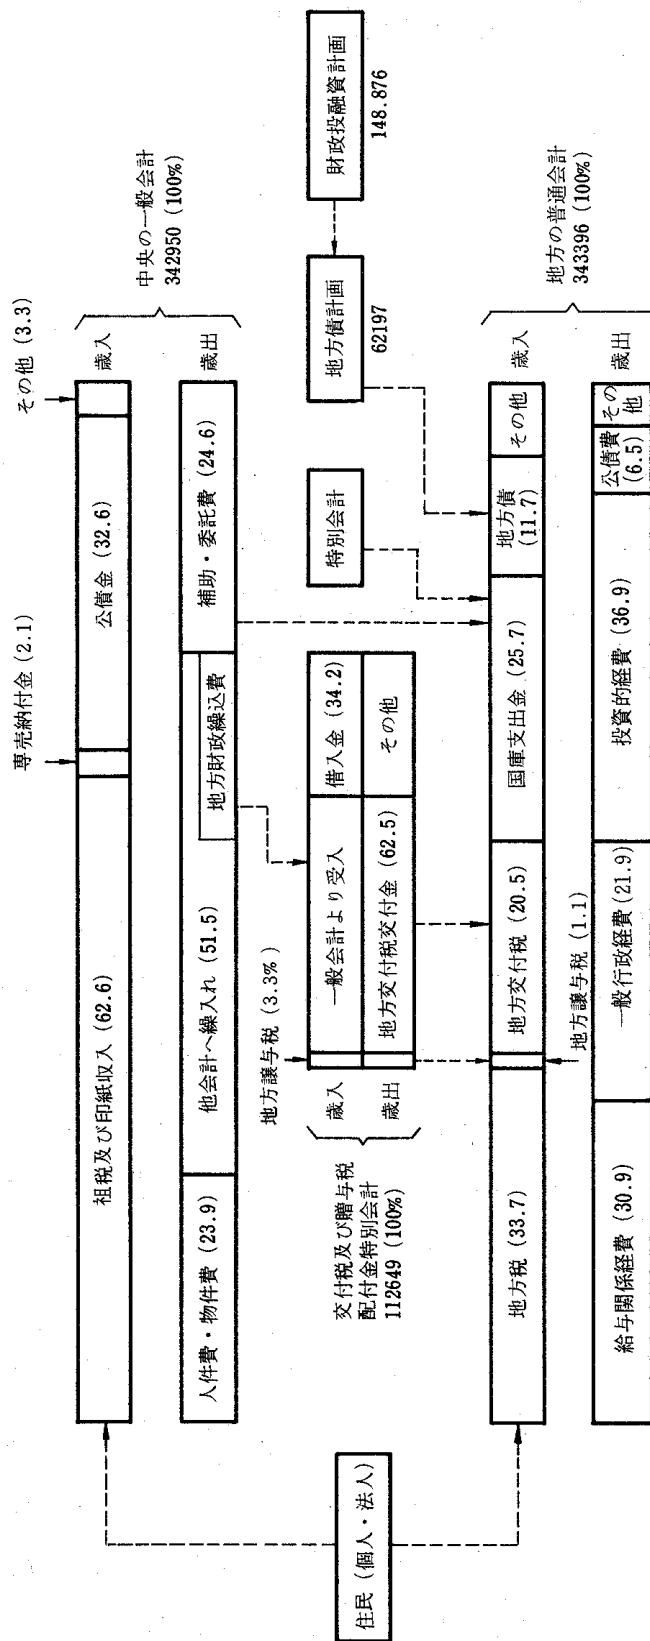 専売納付金 (2.1)
その他 (3.3)
祖税及び印紙収入 (62.6)
公債金 (32.6)
歳入
中央の一般会計
342950 (100%)
人件費・物件費 (23.9)
他会計へ繰入れ (51.5)
地方財政繰込費
補助・委託費 (24.6)
歳出
地方譲与税 (3.3%)
住民 (個人・法人)
交付税及び贈与税
配付金特別会計
112649 (100%)
歳入
一般会計より受入
借入金 (34.2)
歳出
地方交付税交付金 (62.5)
その他
特別会計
地方債計画
62197
財政投融資計画
148.876
地方税 (33.7)
地方交付税 (20.5)
国庫支出金 (25.7)
地方債
(11.7)
その他
歳入
地方の普通会計
343396 (100%)
地方譲与税 (1.1)
給与関係経費 (30.9)
一般行政経費 (21.9)
投資的経費 (36.9)
公債費
(6.5)
その
他
歳出